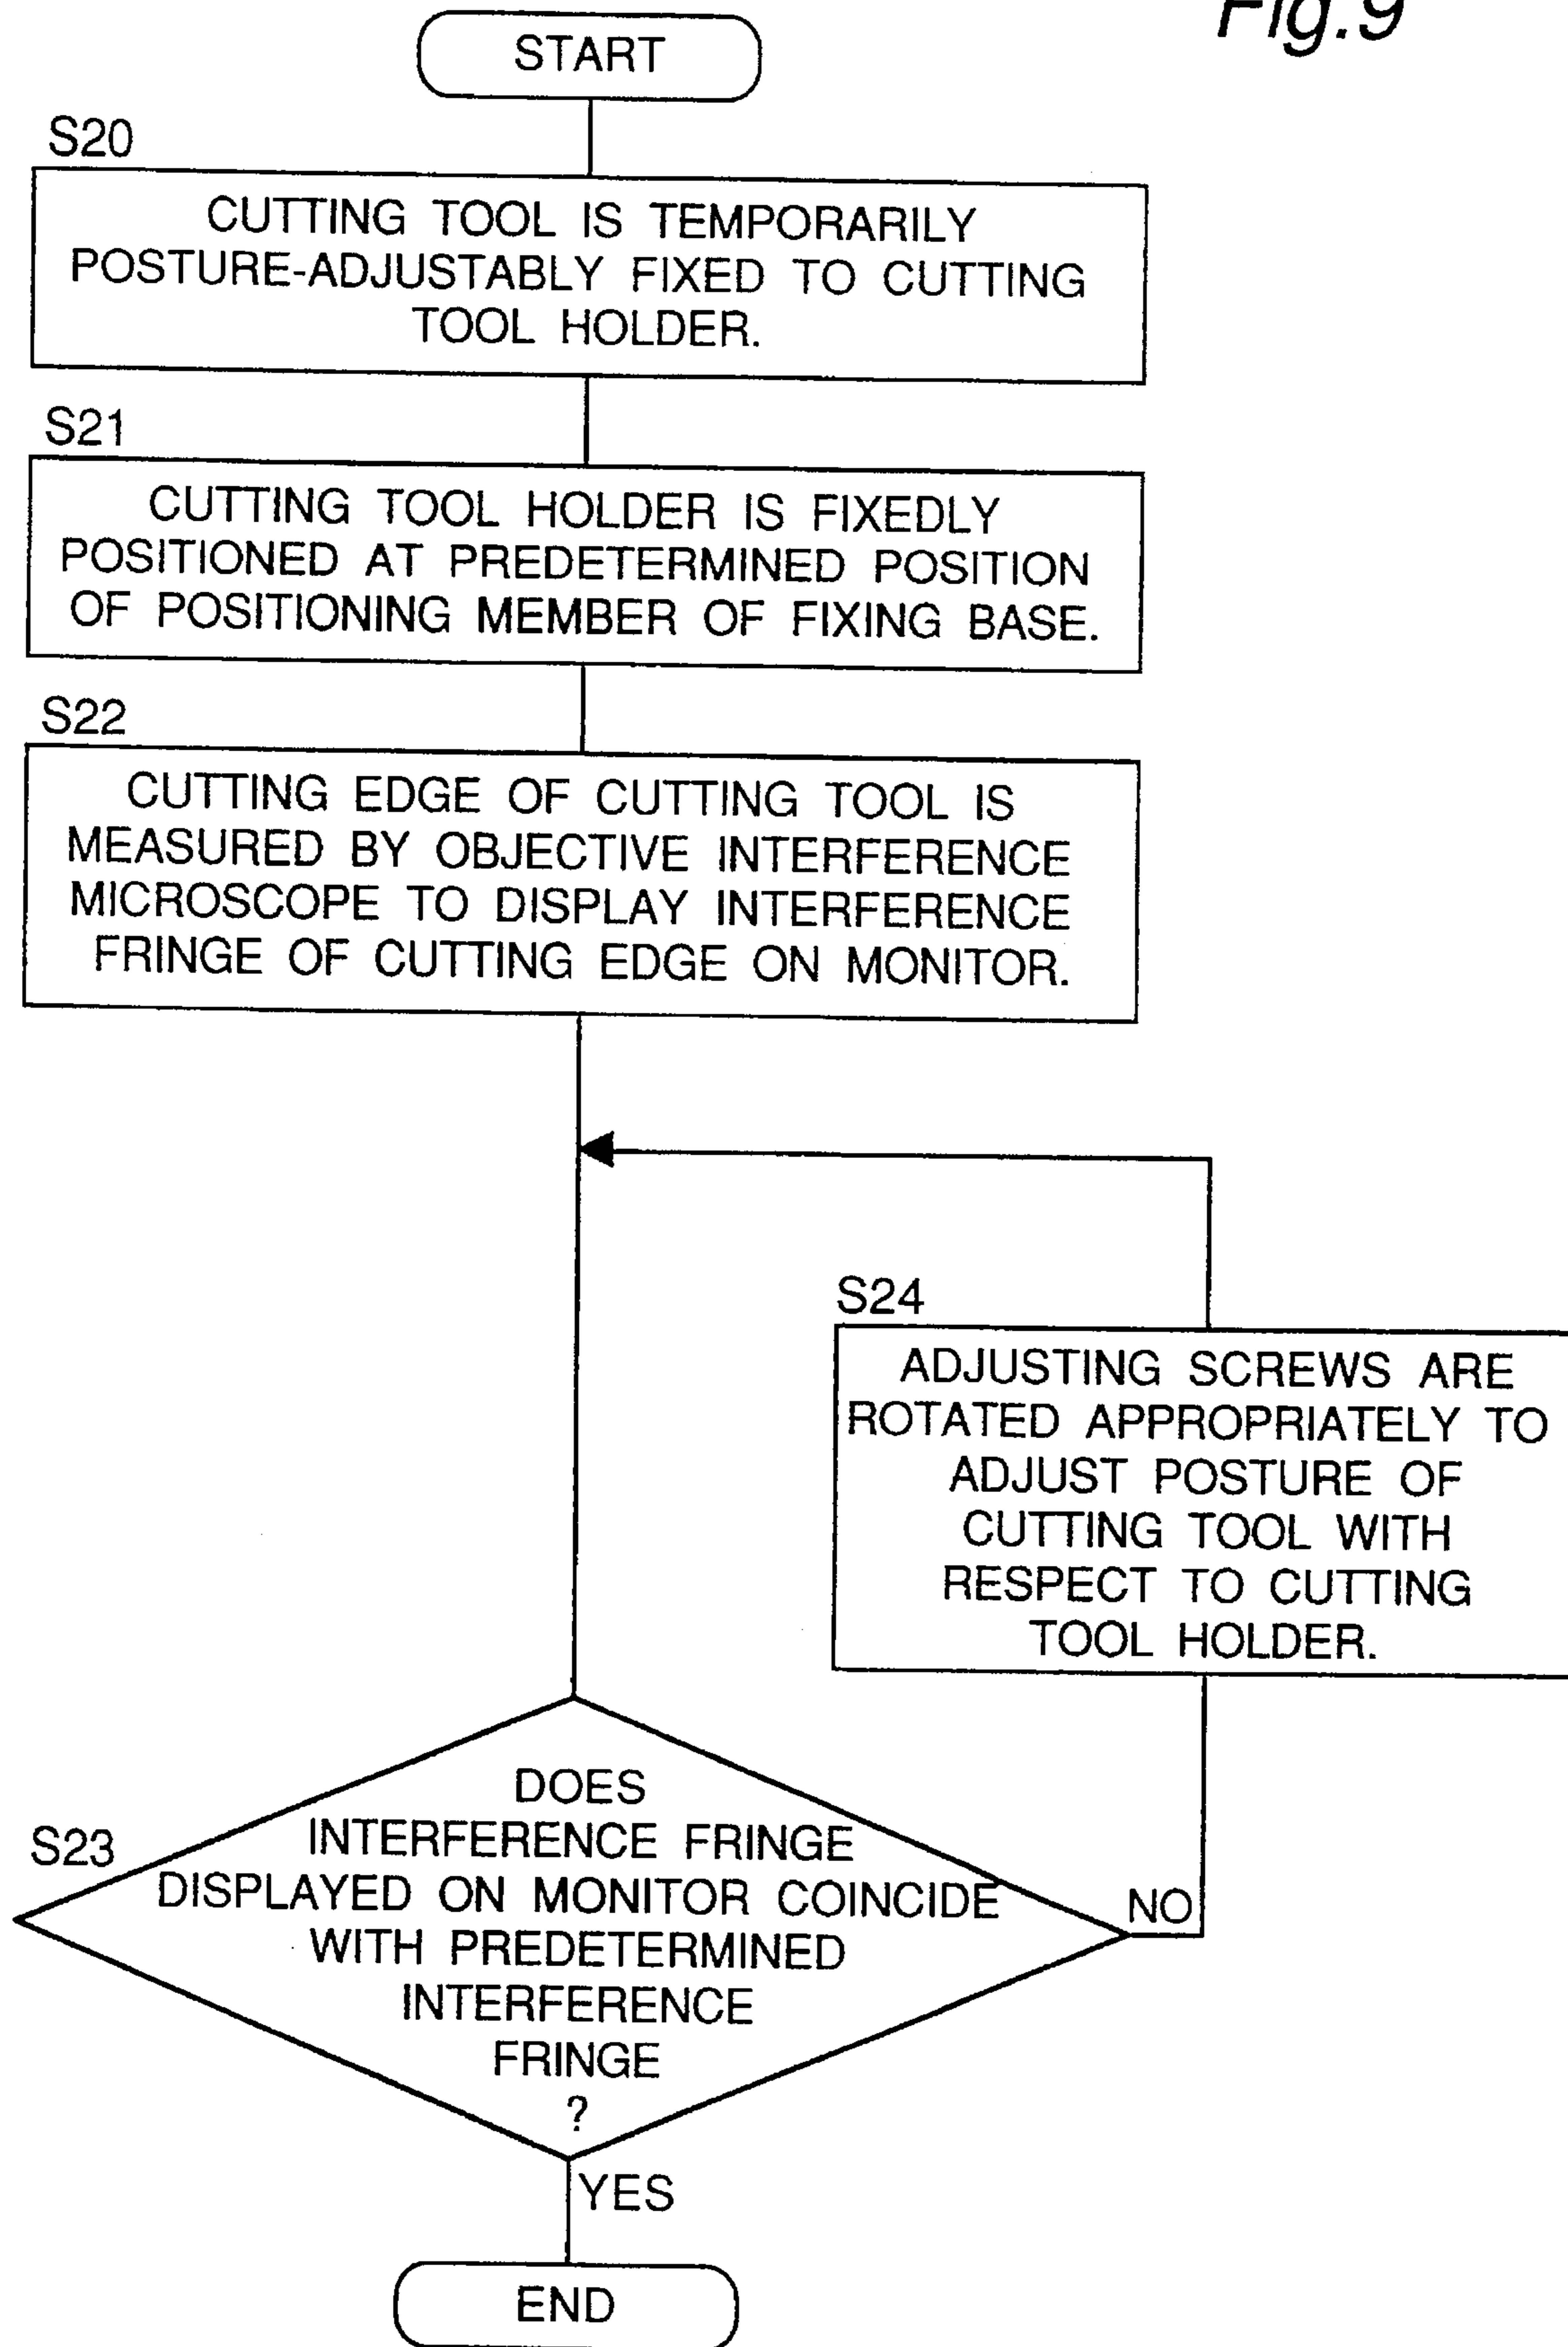 Fig.9
START
S20
CUTTING TOOL IS TEMPORARILY
POSTURE-ADJUSTABLY FIXED TO CUTTING
TOOL HOLDER.
S21
CUTTING TOOL HOLDER IS FIXEDLY
POSITIONED AT PREDETERMINED POSITION
OF POSITIONING MEMBER OF FIXING BASE.
S22
CUTTING EDGE OF CUTTING TOOL IS
MEASURED BY OBJECTIVE INTERFERENCE
MICROSCOPE TO DISPLAY INTERFERENCE
FRINGE OF CUTTING EDGE ON MONITOR.
S24
ADJUSTING SCREWS ARE
ROTATED APPROPRIATELY TO
ADJUST POSTURE OF
CUTTING TOOL WITH
RESPECT TO CUTTING
TOOL HOLDER.
S23
DOES
INTERFERENCE FRINGE
DISPLAYED ON MONITOR COINCIDE
WITH PREDETERMINED
INTERFERENCE
FRINGE
?
NO
YES
END